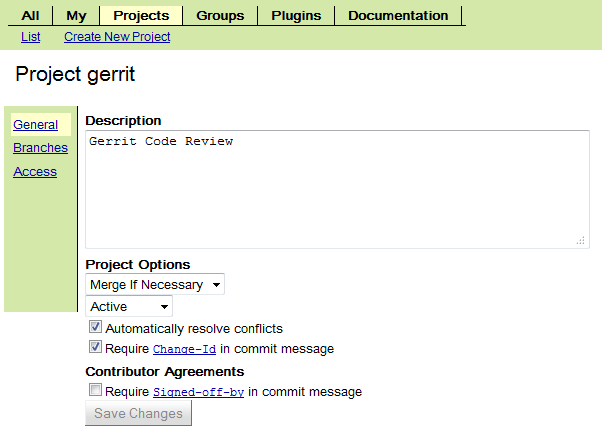 All My Projects Groups Plugins Documentation
List Create New Project
Project gerrit
General
Branches
Access
Description
Gerrit Code Review
Project Options
Merge If Necessary
Active
Automatically resolve conflicts
Require Change-Id in commit message
Contributor Agreements
Require Signed-off-by in commit message
Save Changes